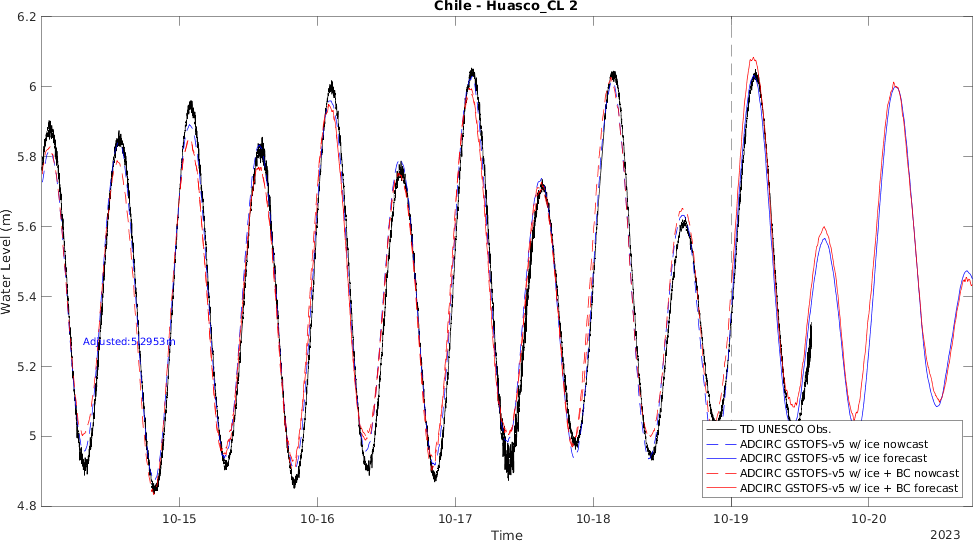 Chile - Huasco_CL 2
6.2
6
5.8
5.6
5.4
5.2
5
4.8
Water Level (m)
Adjusted:5.2953m
TD UNESCO Obs.
ADCIRC GSTOFS-v5 w/ ice nowcast
ADCIRC GSTOFS-v5 w/ ice forecast
ADCIRC GSTOFS-v5 w/ ice + BC nowcast
ADCIRC GSTOFS-v5 w/ ice + BC forecast
10-15 10-16 10-17 10-18 10-19 10-20
Time
2023